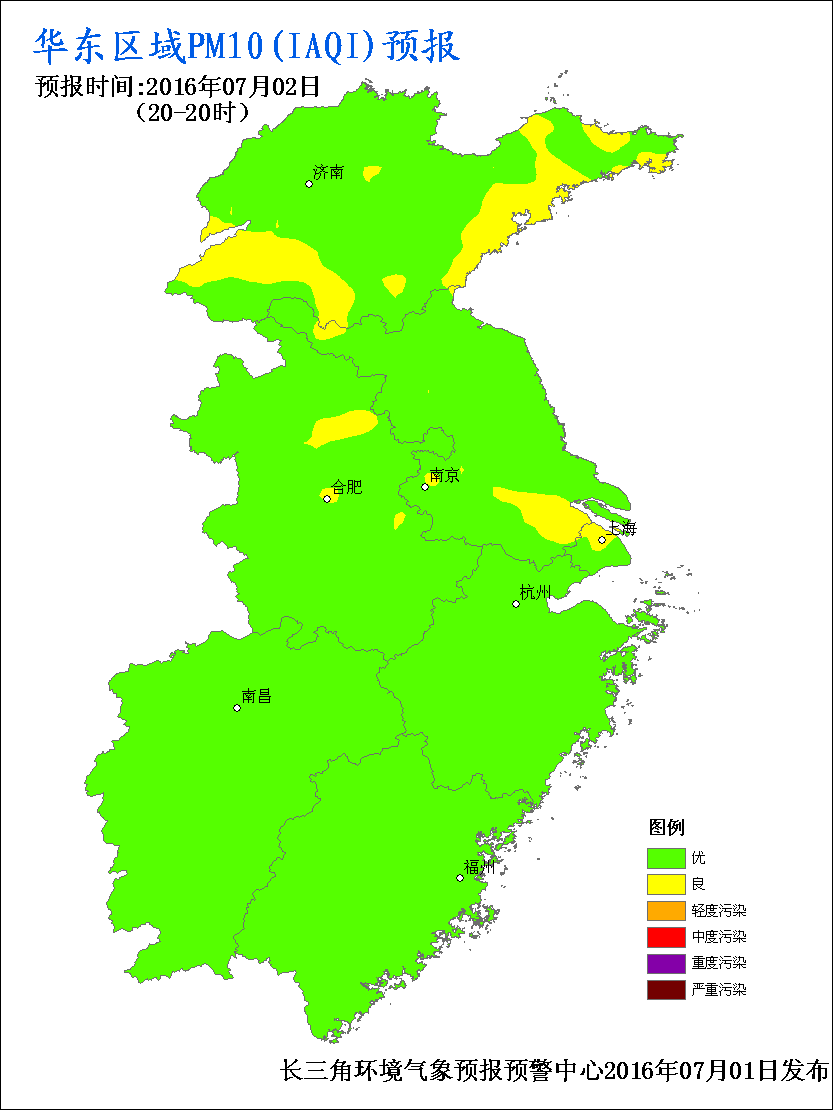 华东区域PM10(IAQI)预报
预报时间:2016年07月02日
(20-20时)
济南
合肥
南京
上海
杭州
南昌
福州
图例
优
良
轻度污染
中度污染
重度污染
严重污染
长三角环境气象预报预警中心2016年07月01日发布